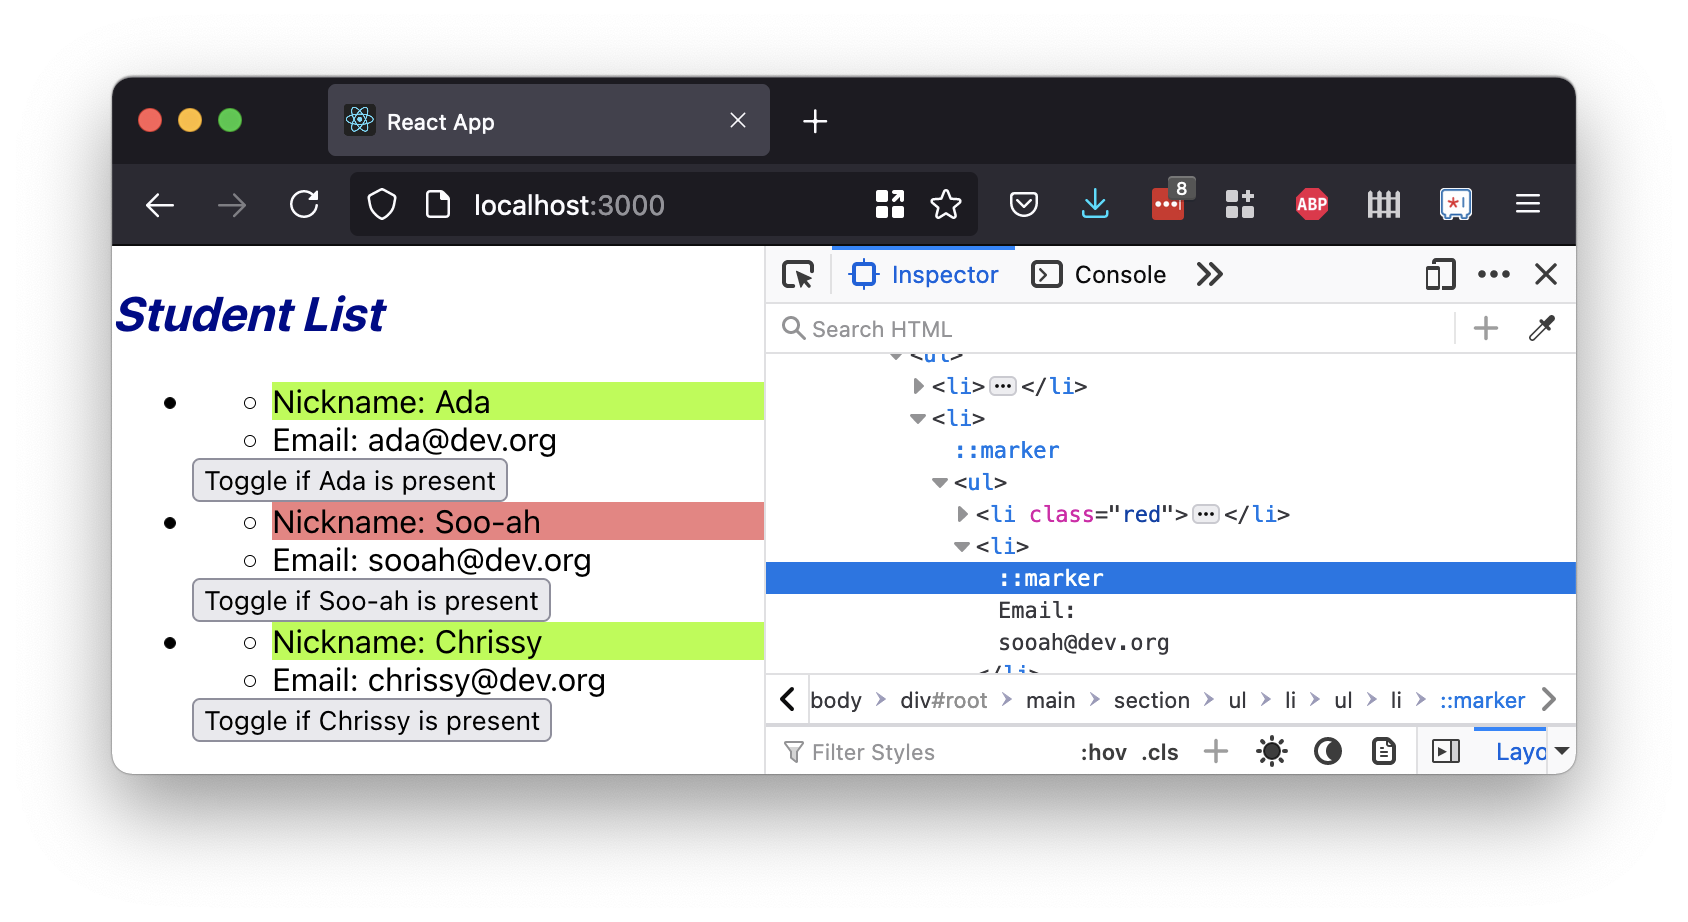 React App
localhost:3000
8
ABP
Student List
Nickname: Ada
Email: ada@dev.org
Toggle if Ada is present
Nickname: Soo-ah
Email: sooah@dev.org
Toggle if Soo-ah is present
Nickname: Chrissy
Email: chrissy@dev.org
Toggle if Chrissy is present
Inspector Console
Search HTML
<ul>
<li> ••• </li>
<li>
::marker
<ul>
<li class="red"> ••• </li>
<li>
::marker
Email:
sooah@dev.org
</li>
body > div#root > main > section > ul > li > ul > li > ::marker
Filter Styles :hov .cls + Layo